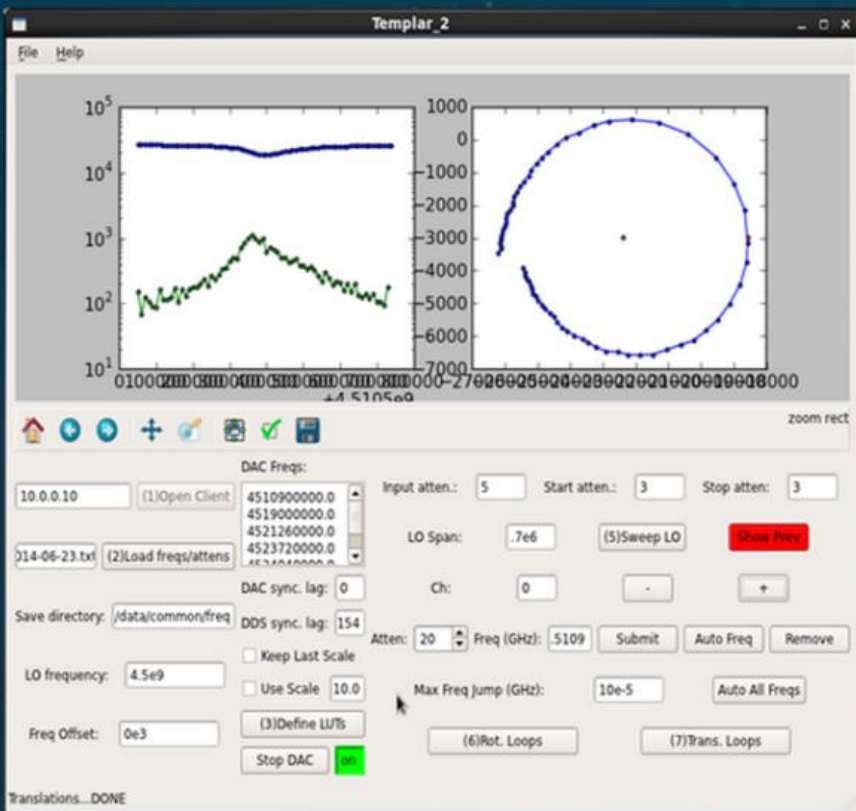 Templar_2
File Help
10^5
10^4
10^3
10^2
10^1
+4.5105e9
1000
0
−1000
−2000
−3000
−4000
−5000
−6000
−7000
zoom rect
DAC Freqs:
10.0.0.10 (1)Open Client
4510900000.0
4519000000.0
4521260000.0
4523720000.0
Input atten.: 5 Start atten.: 3 Stop atten: 3
LO Span: .7e6 (5)Sweep LO Show Prev
014-06-23.txt (2)Load freqs/attens
DAC sync. lag: 0
Ch: 0 - +
Save directory: /data/common/freq
DDS sync. lag: 154
Atten: 20 Freq (GHz): .5109 Submit Auto Freq Remove
Keep Last Scale
LO frequency: 4.5e9
Use Scale 10.0
Max Freq Jump (GHz): 10e-5 Auto All Freqs
Freq Offset: 0e3
(3)Define LUTs
(6)Rot. Loops (7)Trans. Loops
Stop DAC on
Translations...DONE